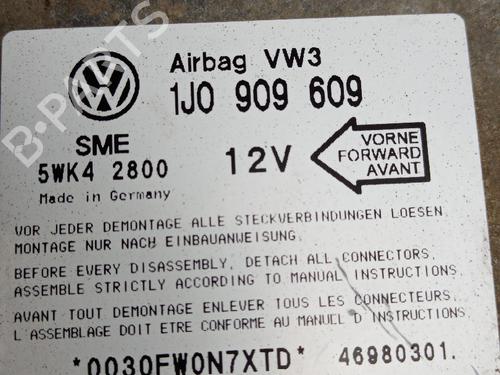 Airbag VW3
1J0 909 609
SME
5WK4 2800
12V
VORNE
FORWARD
AVANT
Made in Germany
VOR JEDER DEMONTAGE ALLE STECKVERBINDUNGEN LOESEN
MONTAGE NUR NACH EINBAUANWEISUNG.
BEFORE EVERY DISASSEMBLY, DETACH ALL CONNECTORS,
ASSEMBLE STRICTLY ACCORDING TO MANUAL INSTRUCTIONS.
AVANT TOUT DEMONTAGE ENLEVER TOUS LES CONNECTEURS.
L'ASSEMBLAGE DOIT ETRE CONFORME AU MANUEL D'INSTRUCTIONS.
*0030FW0N7XTD* 46980301.
B-PARTS